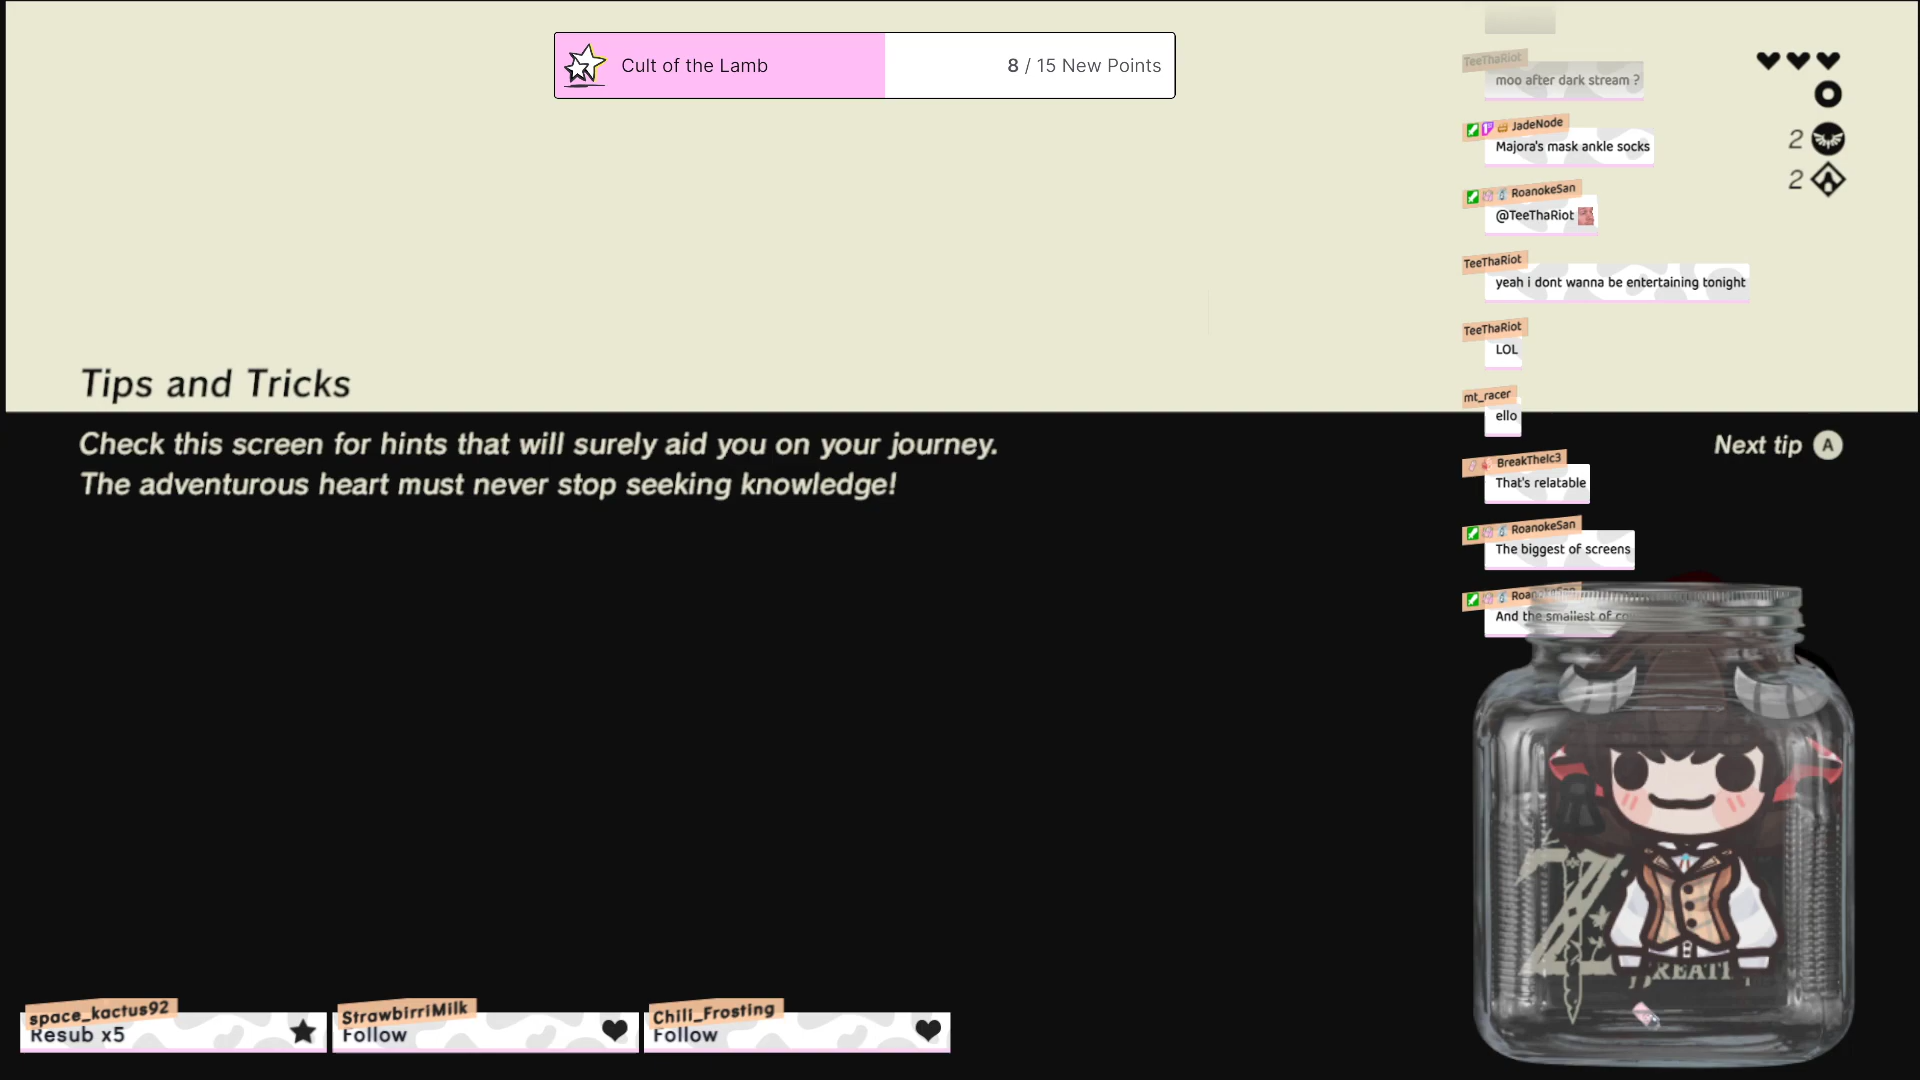 Cult of the Lamb
8 / 15 New Points
TeeThaRiot
moo after dark stream ?
JadeNode
Majora's mask ankle socks
2
RoanokeSan
@TeeThaRiot
2
TeeThaRiot
yeah i dont wanna be entertaining tonight
TeeThaRiot
LOL
Tips and Tricks
mt_racer
ello
Check this screen for hints that will surely aid you on your journey.
The adventurous heart must never stop seeking knowledge!
Next tip A
BreakTheIc3
That's relatable
RoanokeSan
The biggest of screens
RoanokeSan
And the smallest of
Z
space_kactus92
Resub x5
StrawbirriMilk
Follow
Chili_Frosting
Follow